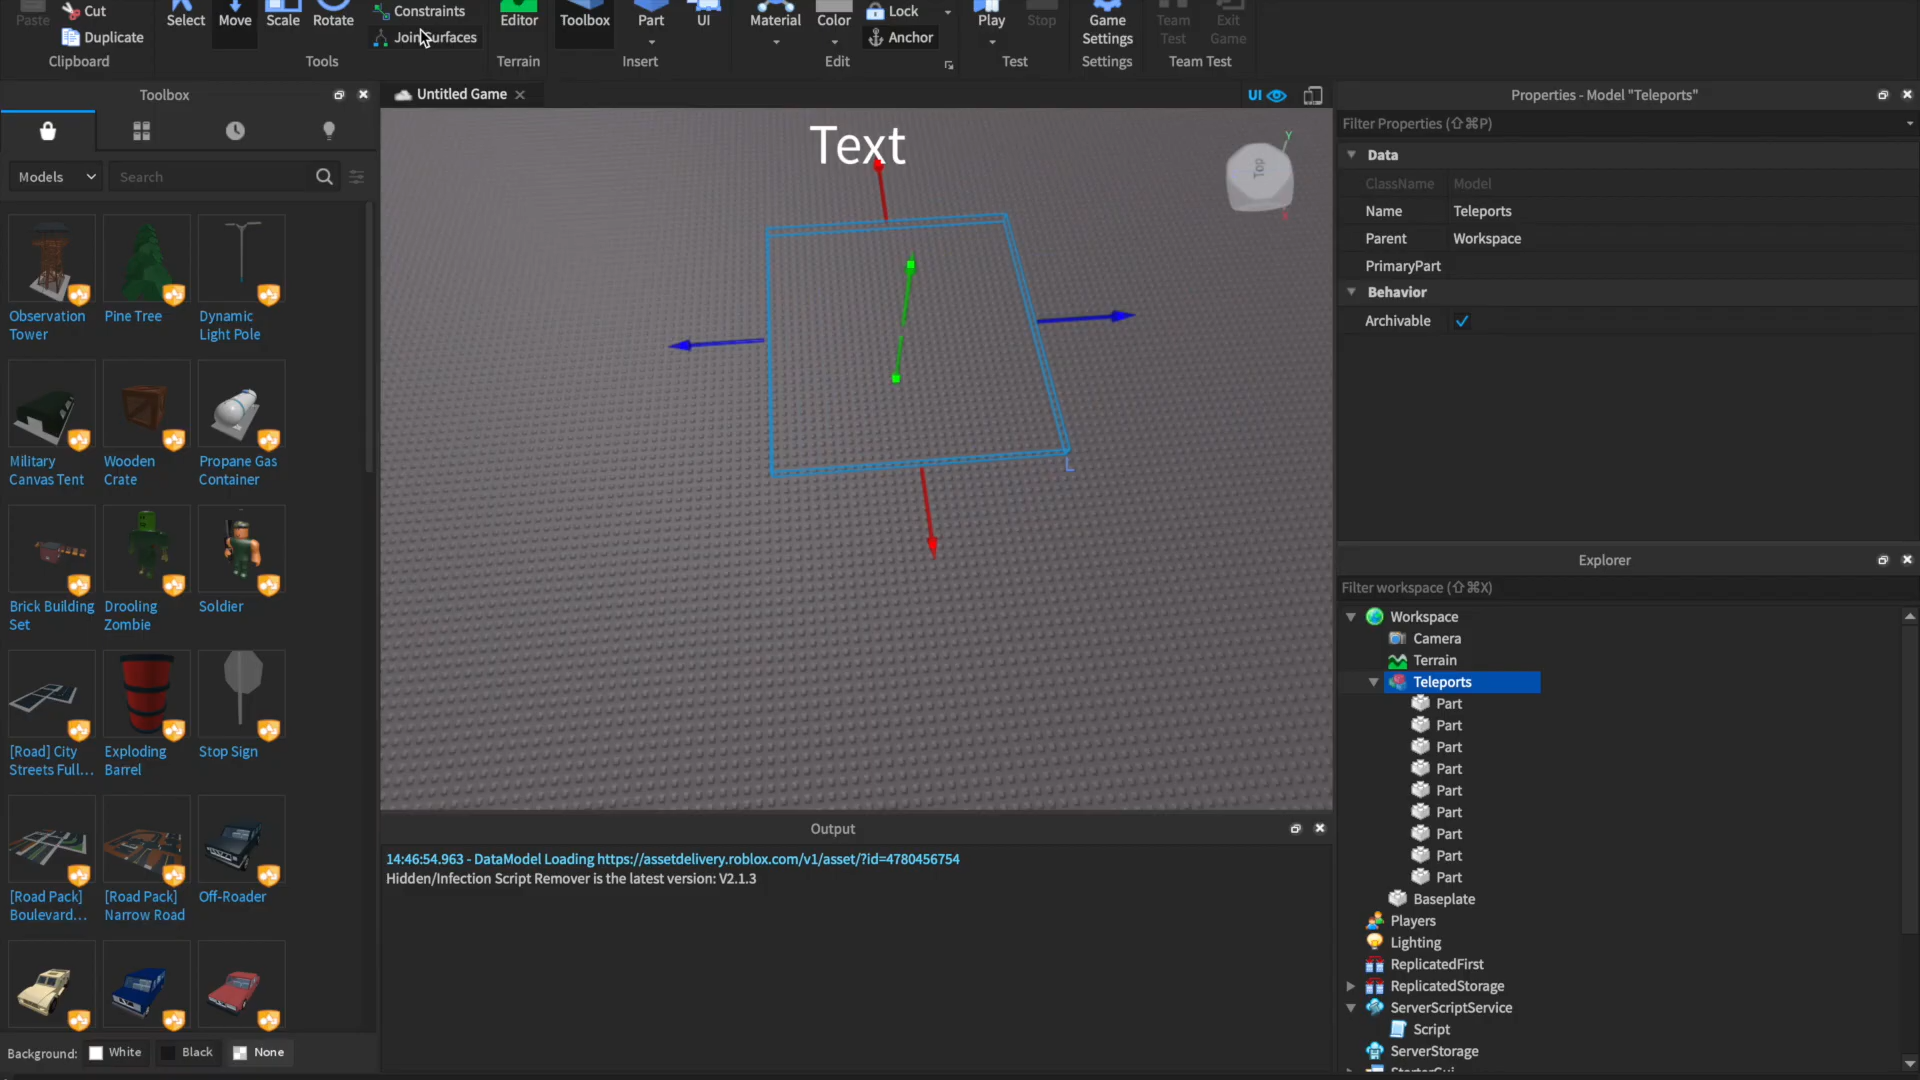 Paste
Cut
Duplicate
Clipboard
Select
Move
Scale
Rotate
Constraints
Join Surfaces
Tools
Editor
Terrain
Toolbox
Part
UI
Insert
Material
Color
Lock
Anchor
Edit
Play
Stop
Test
Game
Settings
Settings
Team
Test
Exit
Game
Team Test
Toolbox
Models
Search
Observation
Tower
Pine Tree
Dynamic
Light Pole
Military
Canvas Tent
Wooden
Crate
Propane Gas
Container
Brick Building
Set
Drooling
Zombie
Soldier
[Road] City
Streets Full...
Exploding
Barrel
Stop Sign
[Road Pack]
Boulevard...
[Road Pack]
Narrow Road
Off-Roader
Background:
White
Black
None
Untitled Game
UI
Text
Top
Y
Output
14:46:54.963 - DataModel Loading https://assetdelivery.roblox.com/v1/asset/?id=4780456754
Hidden/Infection Script Remover is the latest version: V2.1.3
Properties - Model "Teleports"
Filter Properties (⇧⌘P)
Data
ClassName Model
Name Teleports
Parent Workspace
PrimaryPart
Behavior
Archivable
Explorer
Filter workspace (⇧⌘X)
Workspace
Camera
Terrain
Teleports
Part
Part
Part
Part
Part
Part
Part
Part
Part
Baseplate
Players
Lighting
ReplicatedFirst
ReplicatedStorage
ServerScriptService
Script
ServerStorage
StarterGui